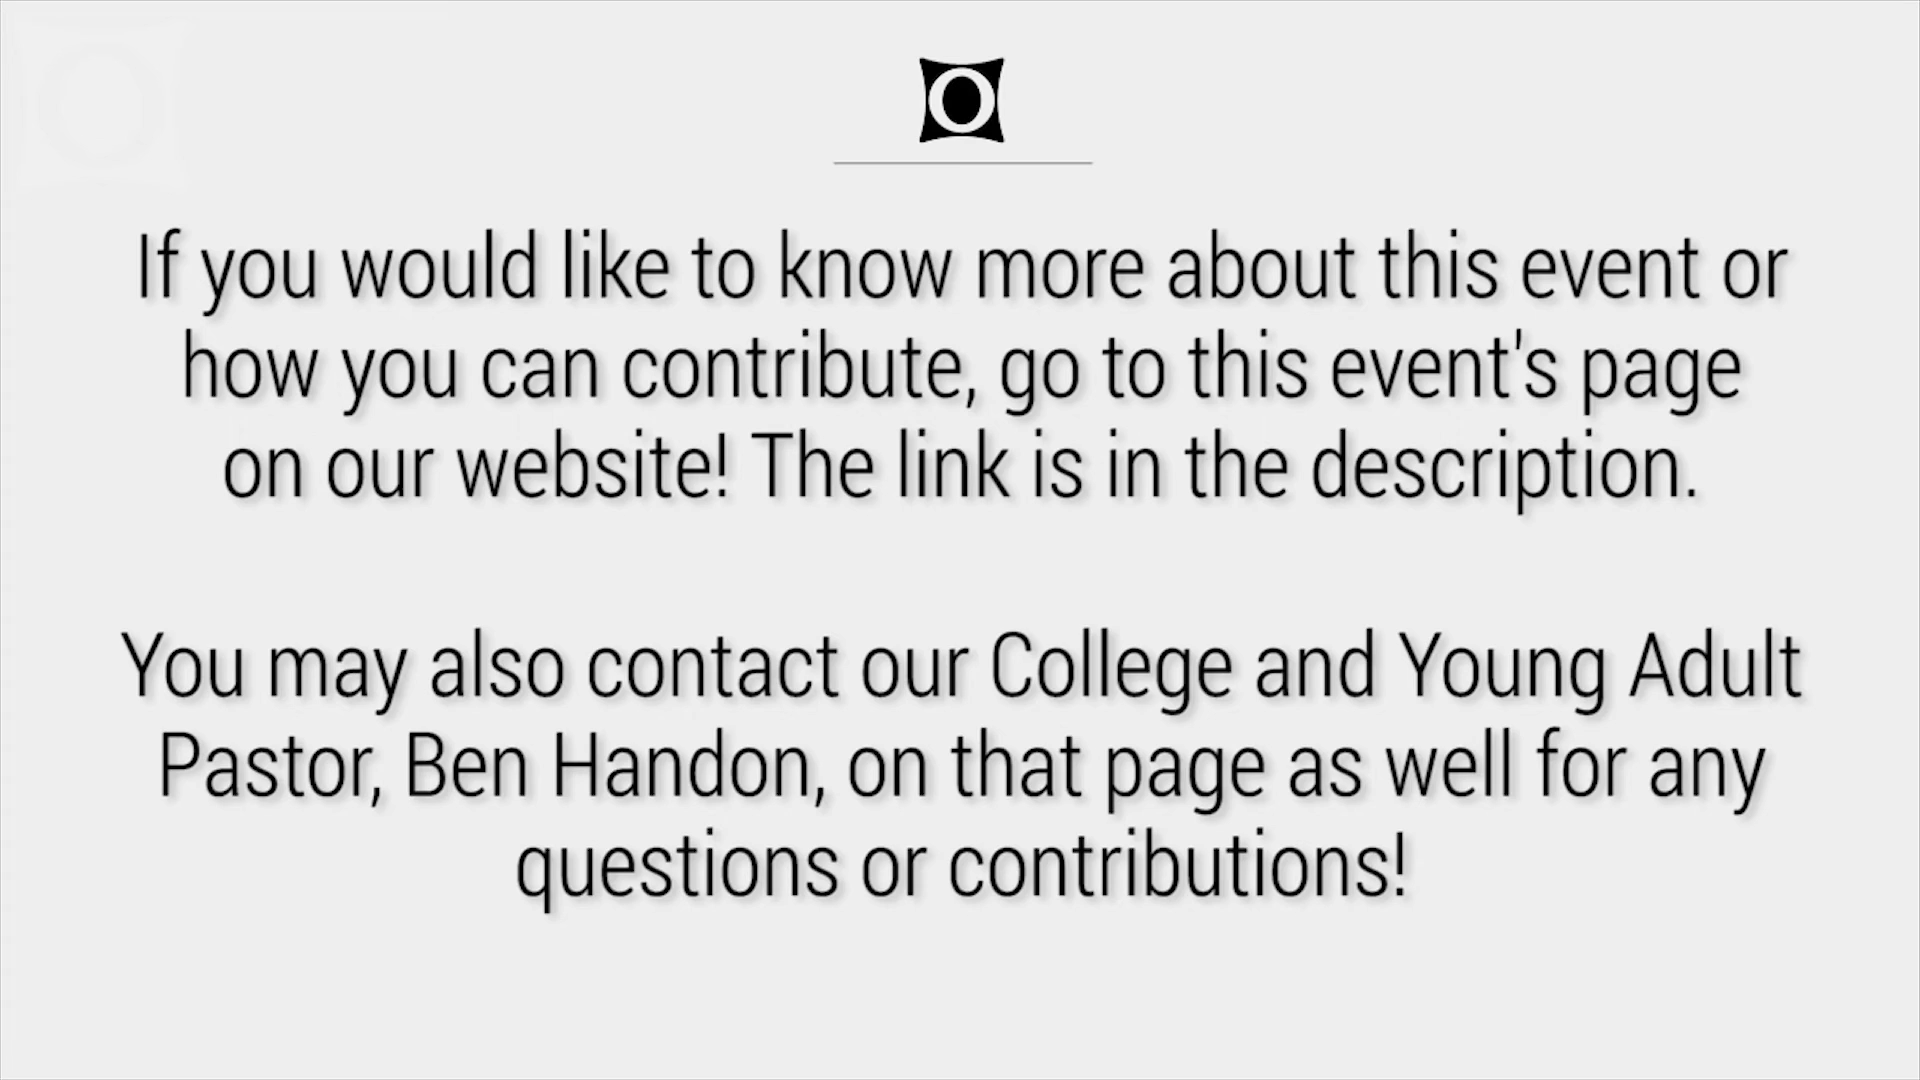 O
If you would like to know more about this event or
how you can contribute, go to this event's page
on our website! The link is in the description.
You may also contact our College and Young Adult
Pastor, Ben Handon, on that page as well for any
questions or contributions!